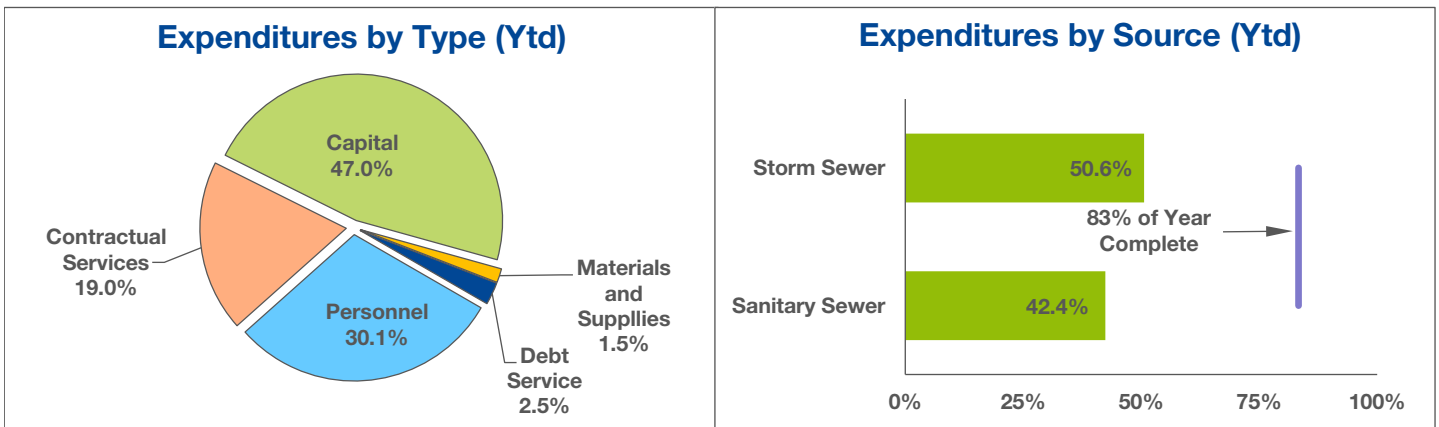 Expenditures by Type (Ytd)
Capital
47.0%
Contractual
Services
19.0%
Personnel
30.1%
Materials
and
Suppllies
1.5%
Debt
Service
2.5%
Expenditures by Source (Ytd)
Storm Sewer
50.6%
83% of Year
Complete
Sanitary Sewer
42.4%
0% 25% 50% 75% 100%